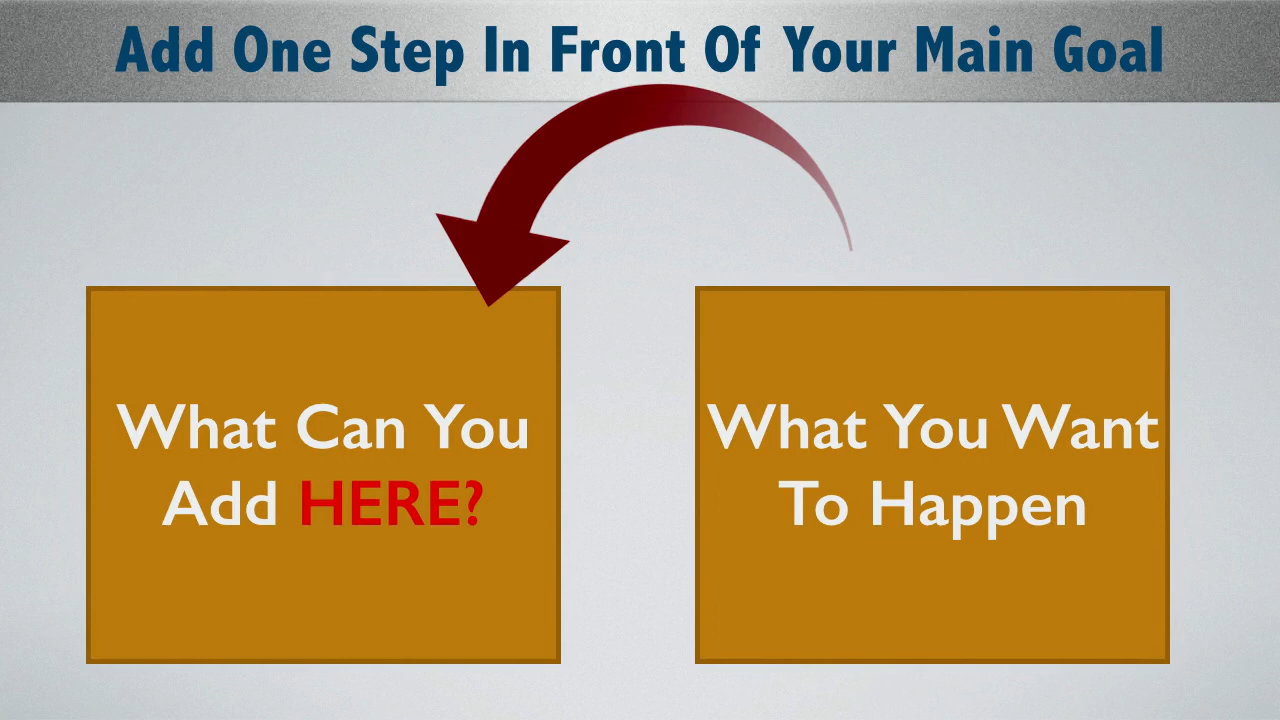 Add One Step In Front Of Your Main Goal
What Can You
Add HERE?
What You Want
To Happen